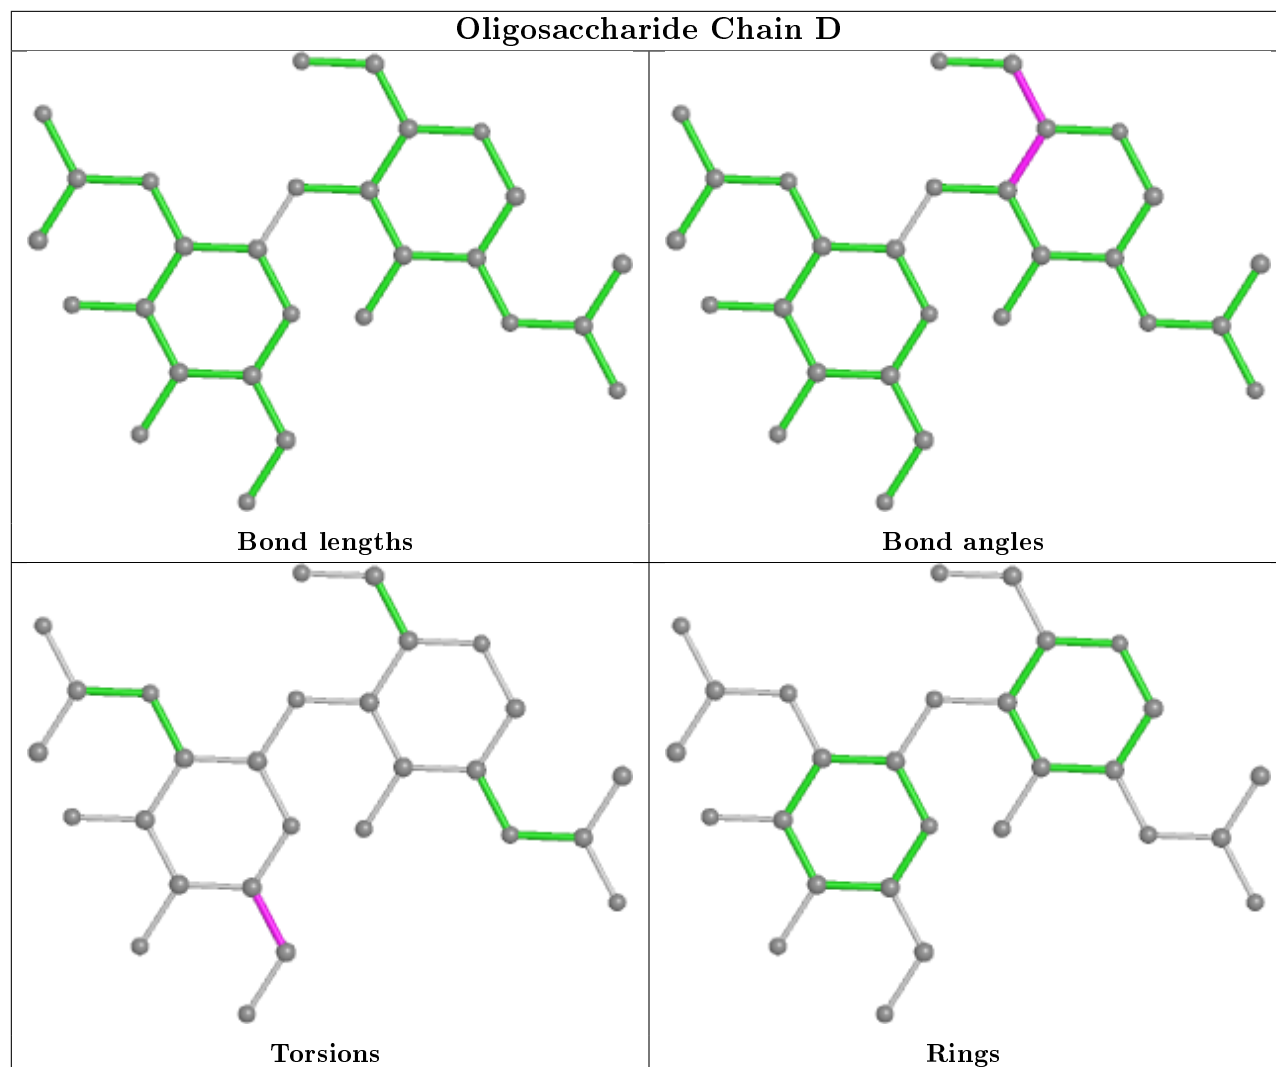 Oligosaccharide Chain D
Bond lengths
Bond angles
Torsions
Rings